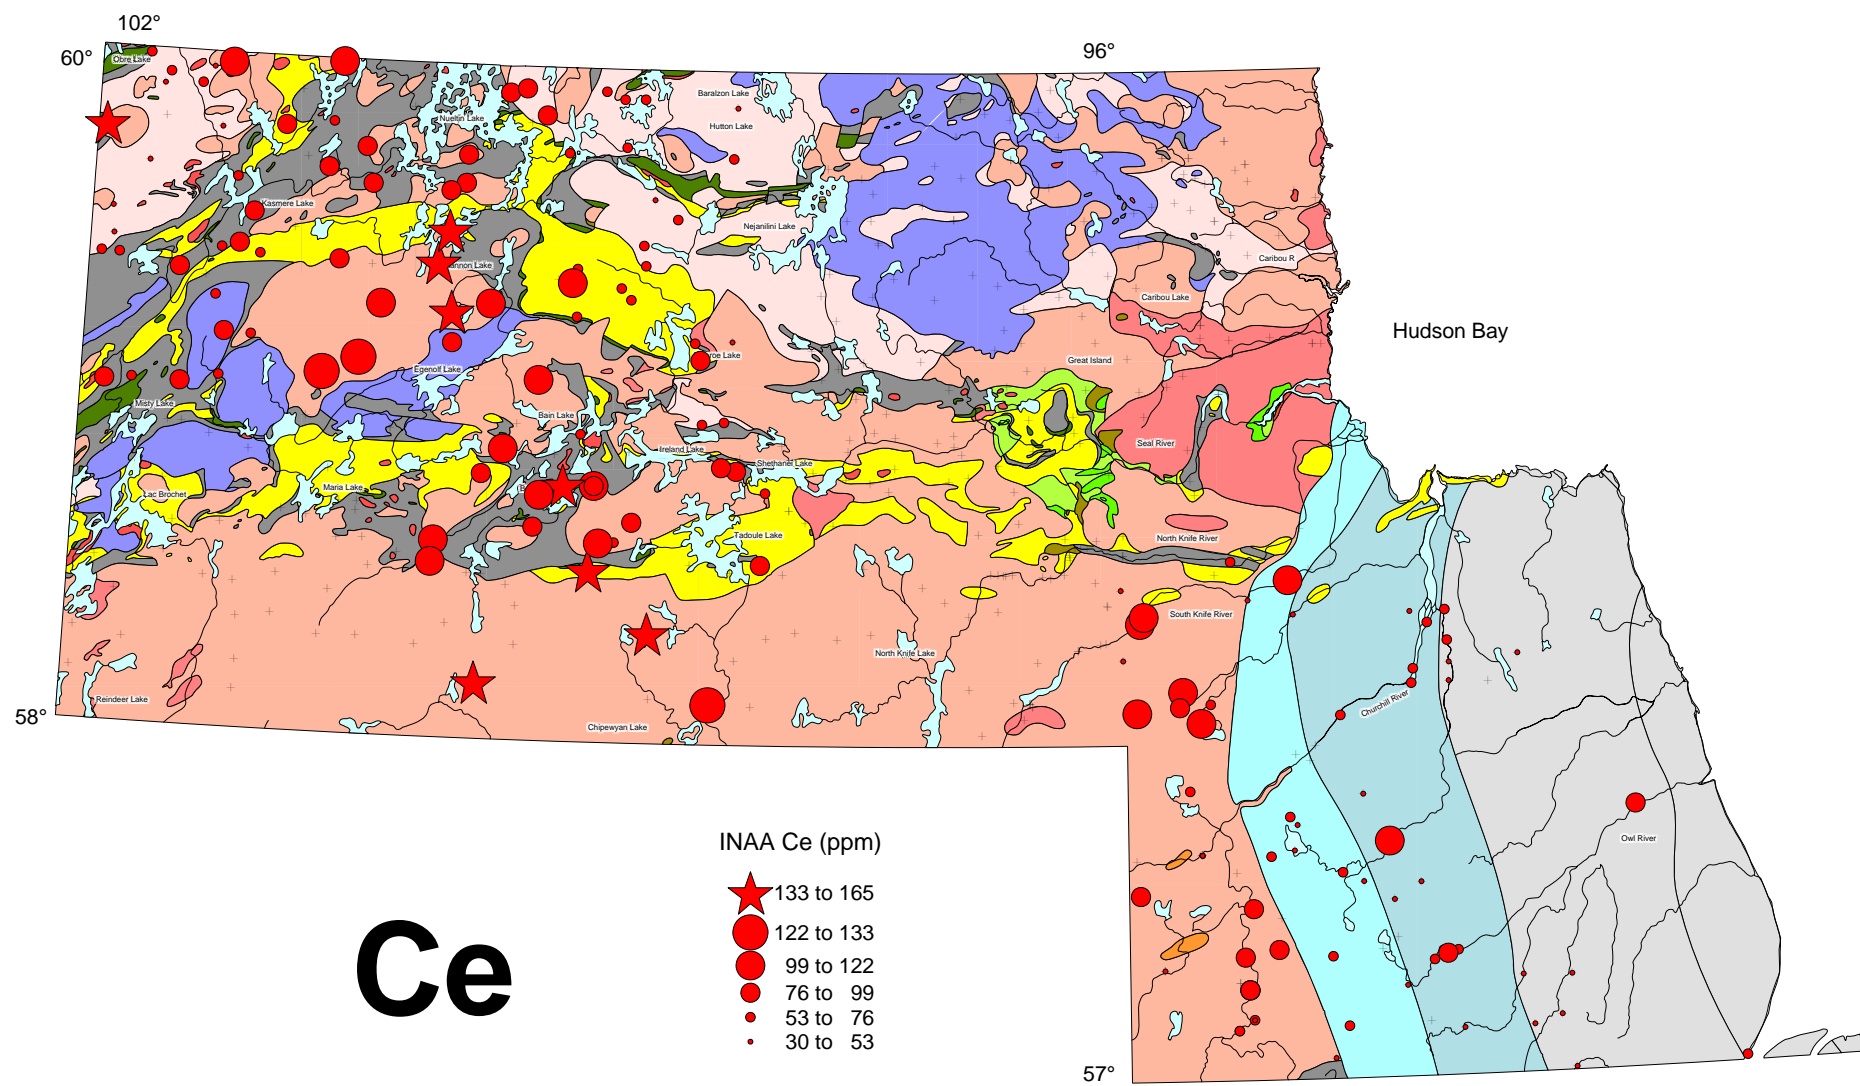 102°
60°
96°
Obre Lake
Baralzon Lake
Nueltin Lake
Hutton Lake
Kasmere Lake
Nejanilini Lake
Caribou R
annon Lake
Caribou Lake
Hudson Bay
roe Lake
Great Island
Egenolf Lake
Misty Lake
Bain Lake
Seal River
Ireland Lake
Shethanei Lake
Maria Lake
Lac Brochet
B
Tadoule Lake
North Knife River
South Knife River
North Knife Lake
Reindeer Lake
Churchill River
58°
Chipewyan Lake
Owl River
INAA Ce (ppm)
133 to 165
122 to 133
99 to 122
76 to 99
53 to 76
30 to 53
Ce
57°